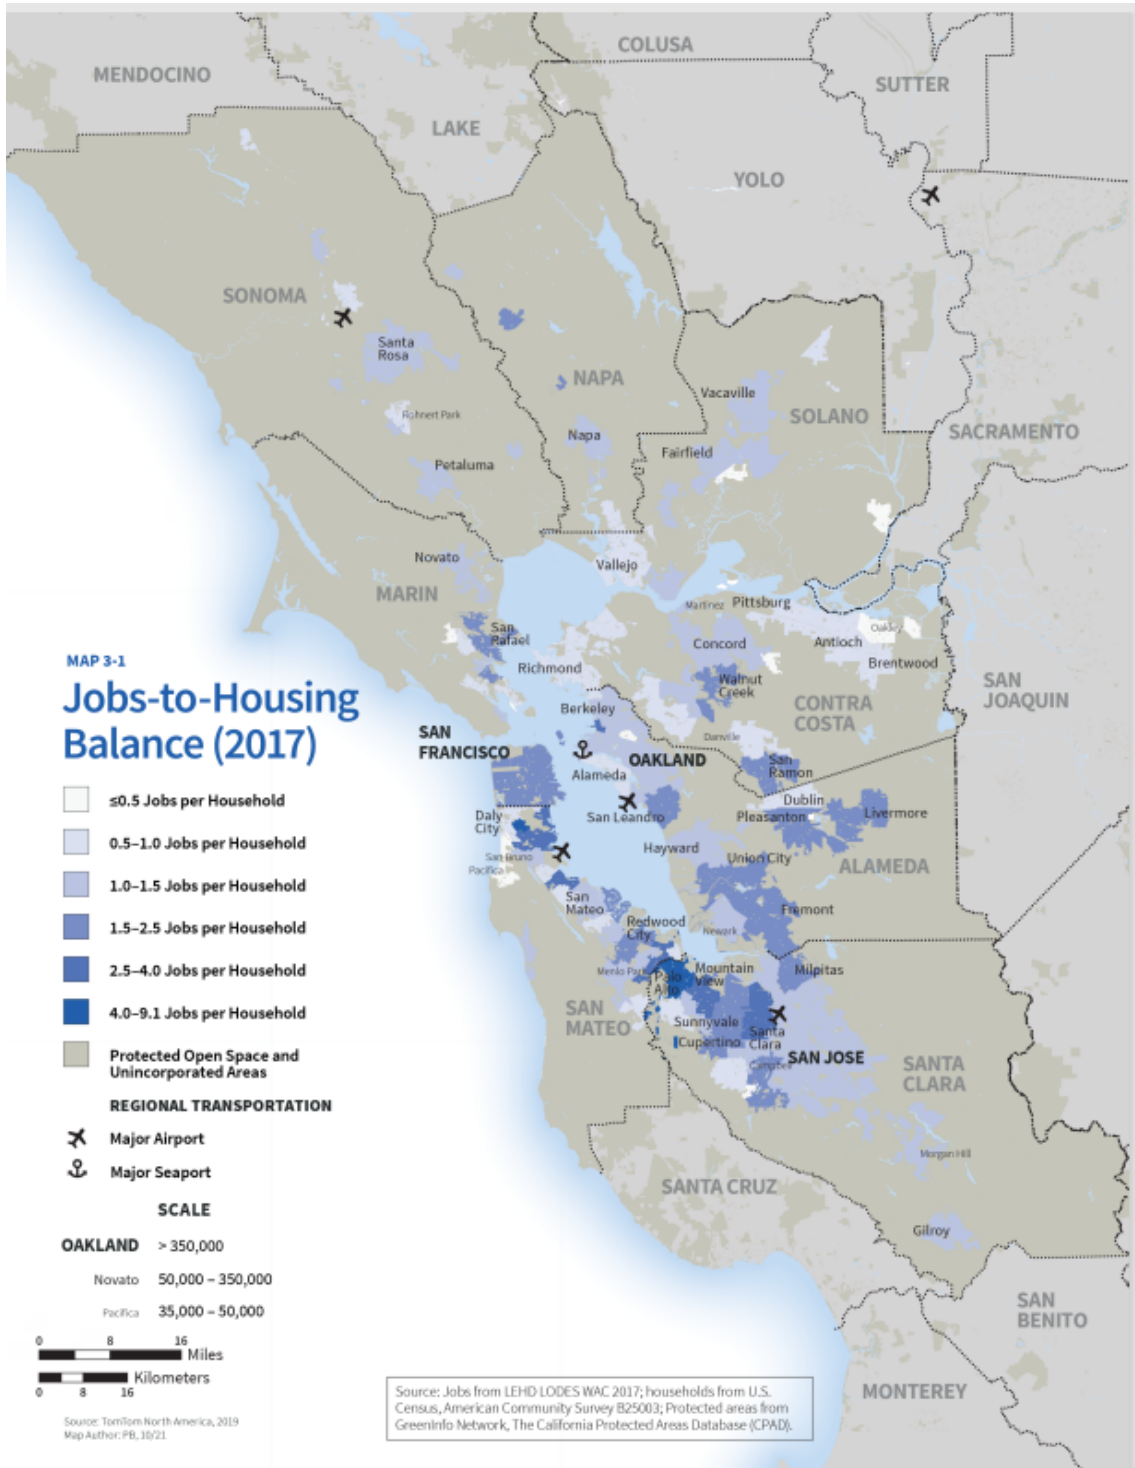 COLUSA
MENDOCINO
SUTTER
LAKE
YOLO
SONOMA
Santa
Rosa
NAPA
Vacaville
SOLANO
Rohnert Park
SACRAMENTO
Napa
Fairfield
Petaluma
Novato
Vallejo
MARIN
Martinez
Pittsburg
San
Rafael
Concord
Antioch
Oakley
Brentwood
Richmond
Walnut
Creek
SAN
JOAQUIN
MAP 3-1
Jobs-to-Housing
Balance (2017)
Berkeley
CONTRA
COSTA
SAN
FRANCISCO
Danville
OAKLAND
San
Ramon
Alameda
≤0.5 Jobs per Household
0.5–1.0 Jobs per Household
1.0–1.5 Jobs per Household
1.5–2.5 Jobs per Household
2.5–4.0 Jobs per Household
4.0–9.1 Jobs per Household
Protected Open Space and
Unincorporated Areas
REGIONAL TRANSPORTATION
Major Airport
Major Seaport
SCALE
OAKLAND > 350,000
Novato 50,000 – 350,000
Pacifica 35,000 – 50,000
0 8 16
Miles
Kilometers
0 8 16
Source: TomTom North America, 2019
Map Author: PB, 10/21
Daly
City
San Leandro
Dublin
Pleasanton
Livermore
San Bruno
Pacifica
Hayward
Union City
ALAMEDA
San
Mateo
Fremont
Redwood
City
Newark
Menlo Park
Palo
Alto
Mountain
View
Milpitas
SAN
MATEO
Sunnyvale
Santa
Clara
Cupertino
SAN JOSE
Campbell
SANTA
CLARA
Morgan Hill
SANTA CRUZ
Gilroy
SAN
BENITO
MONTEREY
Source: Jobs from LEHD LODES WAC 2017; households from U.S.
Census, American Community Survey B25003; Protected areas from
GreenInfo Network, The California Protected Areas Database (CPAD).